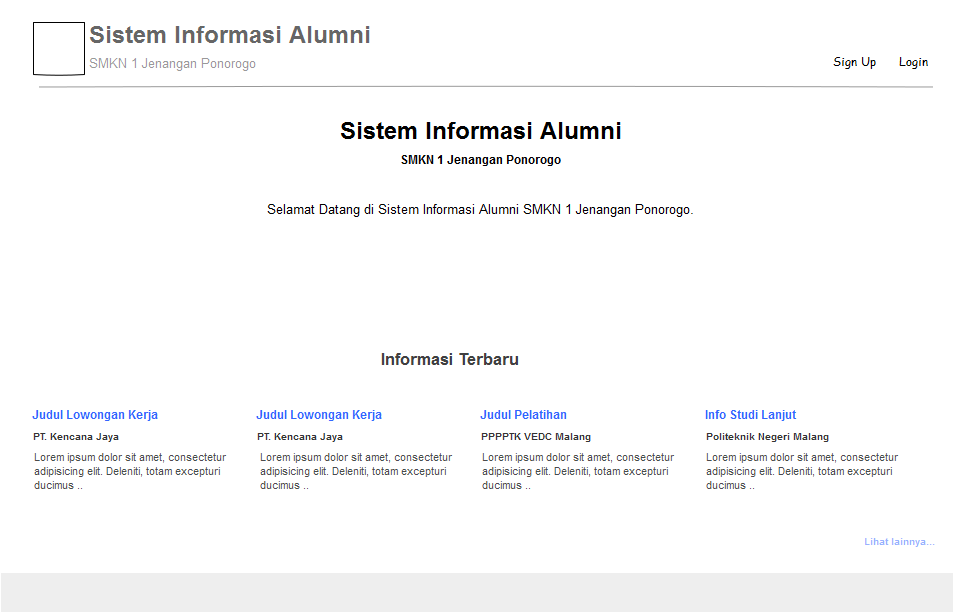 Sistem Informasi Alumni
SMKN 1 Jenangan Ponorogo
Sign Up
Login
Sistem Informasi Alumni
SMKN 1 Jenangan Ponorogo
Selamat Datang di Sistem Informasi Alumni SMKN 1 Jenangan Ponorogo.
Informasi Terbaru
Judul Lowongan Kerja
PT. Kencana Jaya
Lorem ipsum dolor sit amet, consectetur
adipisicing elit. Deleniti, totam excepturi
ducimus ..
Judul Lowongan Kerja
PT. Kencana Jaya
Lorem ipsum dolor sit amet, consectetur
adipisicing elit. Deleniti, totam excepturi
ducimus ..
Judul Pelatihan
PPPPTK VEDC Malang
Lorem ipsum dolor sit amet, consectetur
adipisicing elit. Deleniti, totam excepturi
ducimus ..
Info Studi Lanjut
Politeknik Negeri Malang
Lorem ipsum dolor sit amet, consectetur
adipisicing elit. Deleniti, totam excepturi
ducimus ..
Lihat lainnya...